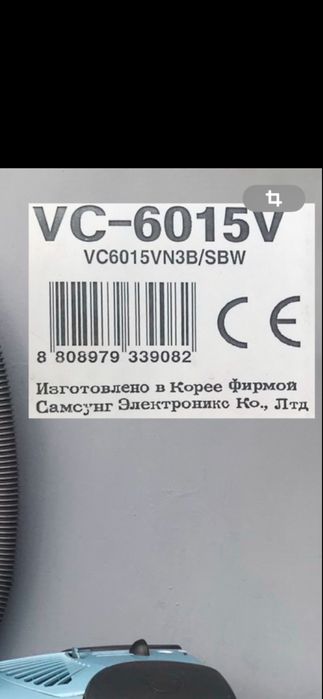 VC-6015V
VC6015VN3B/SBW
CE
8 808979 339082
Изготовлено в Корее фирмой
Самсунг Электроникс Ко., Лтд